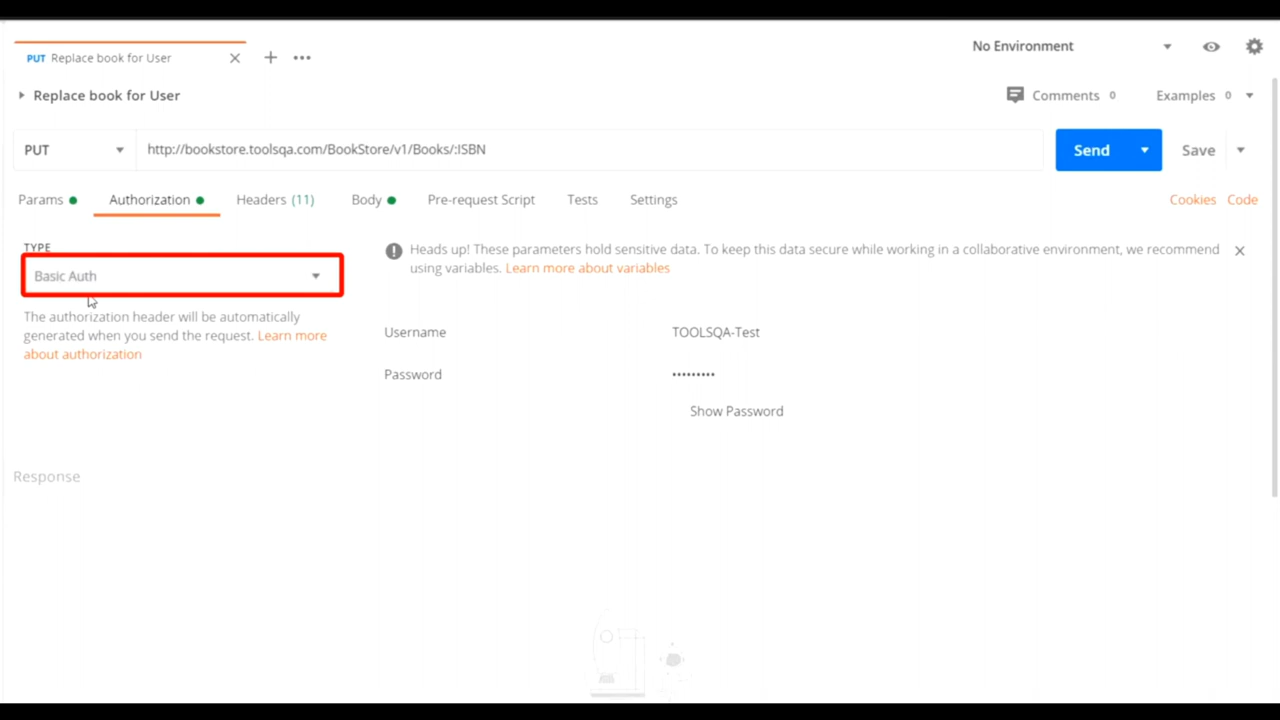 PUT Replace book for User
No Environment
Replace book for User
Comments 0
Examples 0
PUT
http://bookstore.toolsqa.com/BookStore/v1/Books/:ISBN
Send
Save
Params
Authorization
Headers (11)
Body
Pre-request Script
Tests
Settings
Cookies
Code
TYPE
Basic Auth
The authorization header will be automatically
generated when you send the request. Learn more
about authorization
Heads up! These parameters hold sensitive data. To keep this data secure while working in a collaborative environment, we recommend
using variables. Learn more about variables
Username
TOOLSQA-Test
Password
•••••••••
Show Password
Response